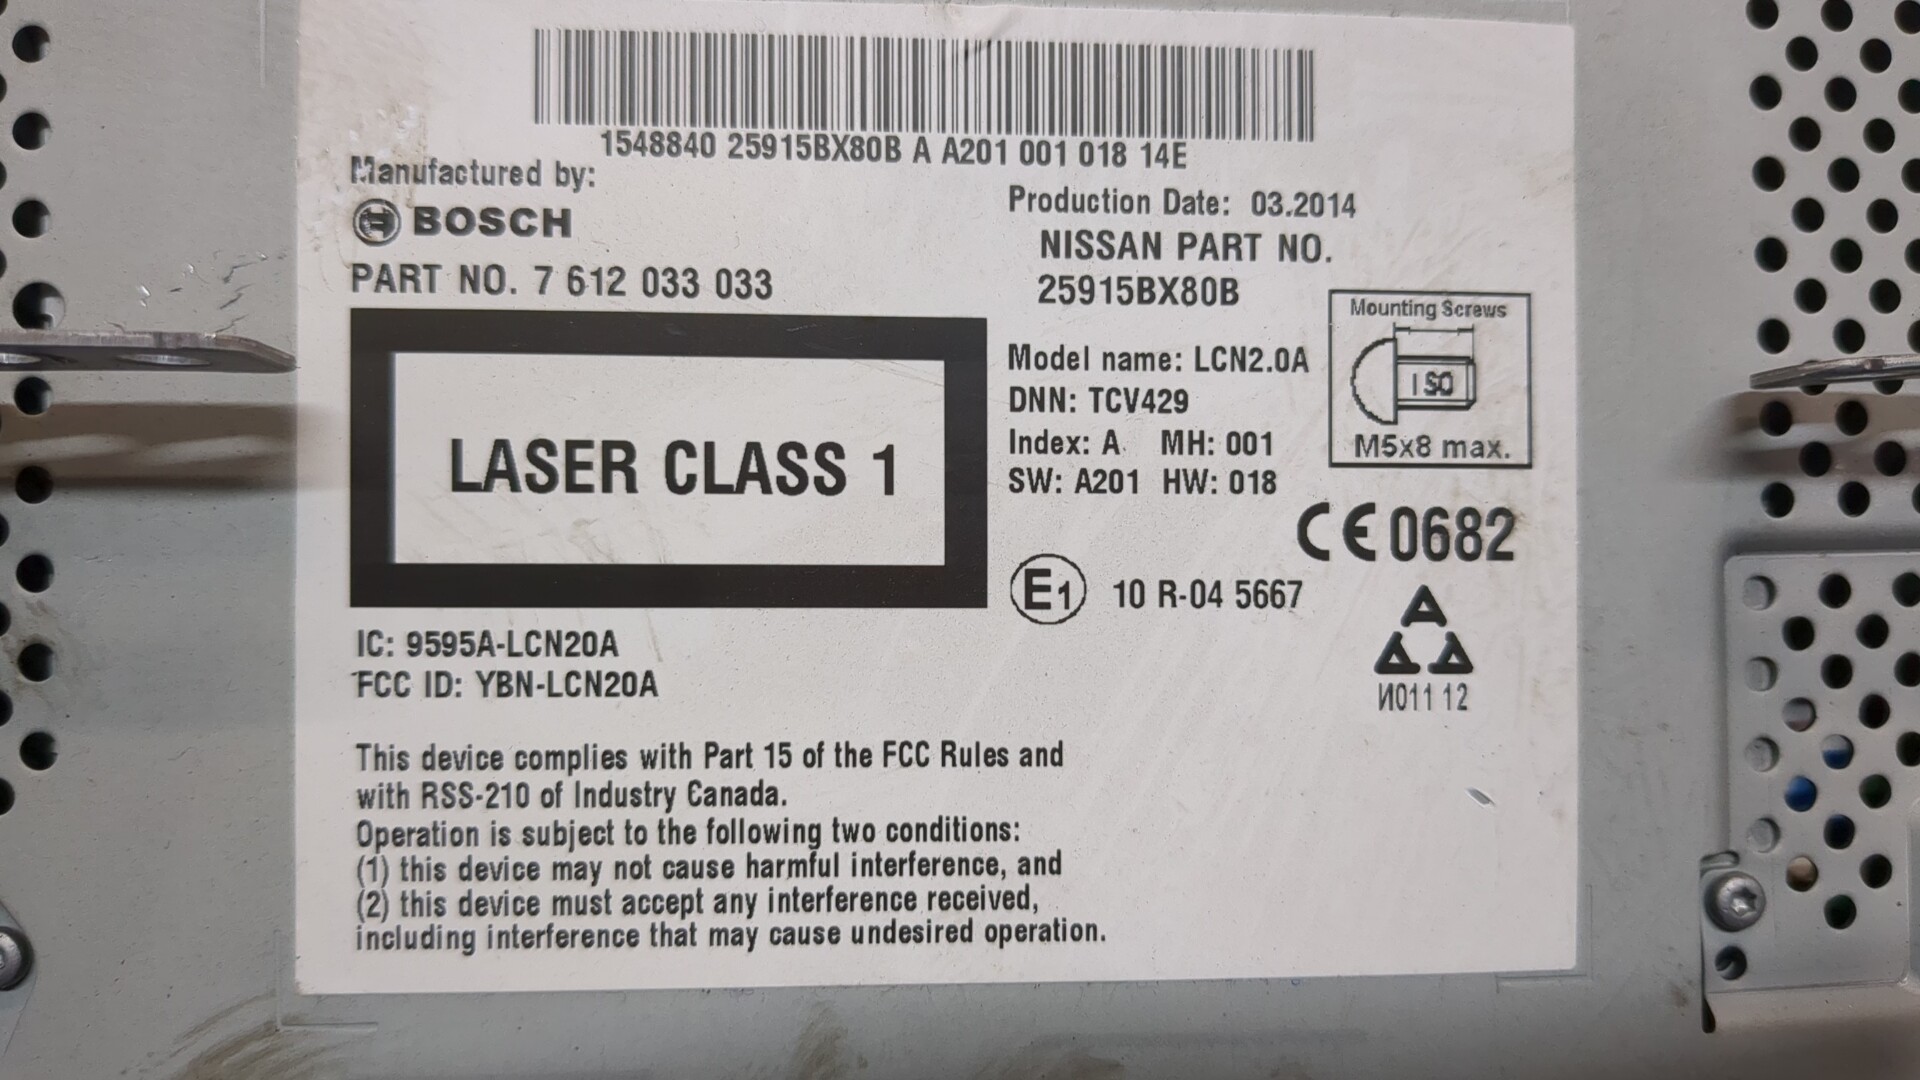 1548840 25915BX80B A A201 001 018 14E
Manufactured by:
BOSCH
PART NO. 7 612 033 033
Production Date: 03.2014
NISSAN PART NO.
25915BX80B
Mounting Screws
ISO
M5x8 max.
LASER CLASS 1
Model name: LCN2.0A
DNN: TCV429
Index: A MH: 001
SW: A201 HW: 018
CE 0682
E1 10 R-04 5667
A
И011 12
IC: 9595A-LCN20A
FCC ID: YBN-LCN20A
This device complies with Part 15 of the FCC Rules and
with RSS-210 of Industry Canada.
Operation is subject to the following two conditions:
(1) this device may not cause harmful interference, and
(2) this device must accept any interference received,
including interference that may cause undesired operation.